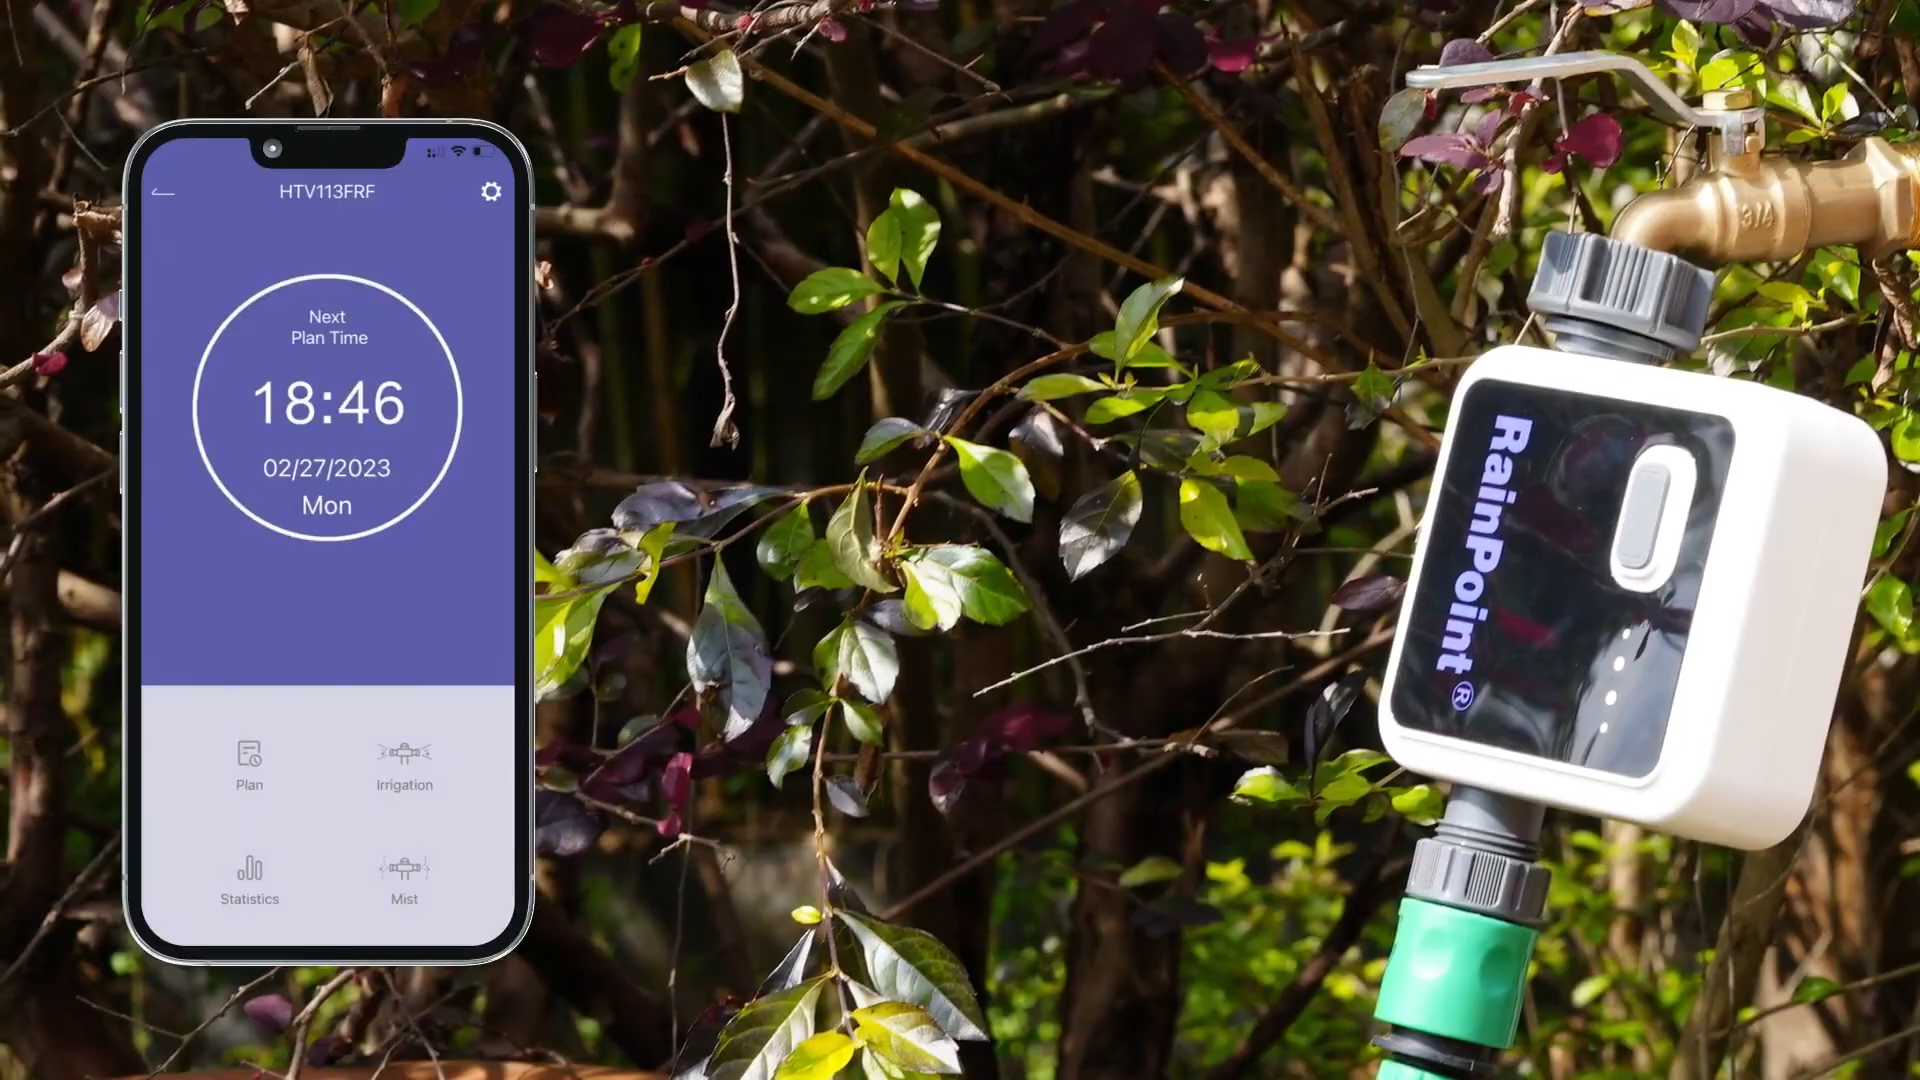 HTV113FRF
Next
Plan Time
18:46
02/27/2023
Mon
Plan
Irrigation
Statistics
Mist
RainPoint®
3/4